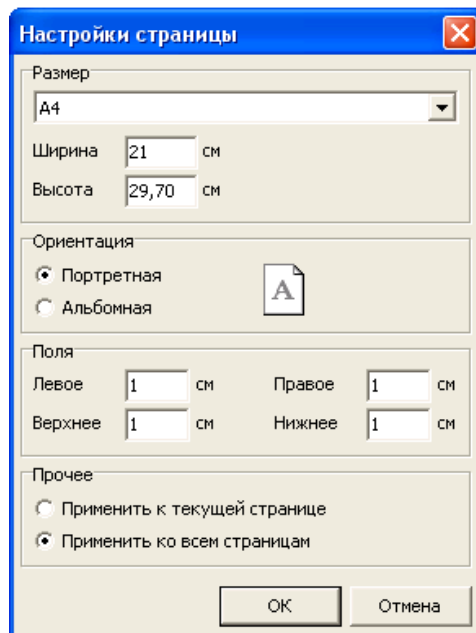 Настройки страницы
Размер
A4
Ширина 21 см
Высота 29,70 см
Ориентация
Портретная
A
Альбомная
Поля
Левое 1 см Правое 1 см
Верхнее 1 см Нижнее 1 см
Прочее
Применить к текущей странице
Применить ко всем страницам
ОК Отмена